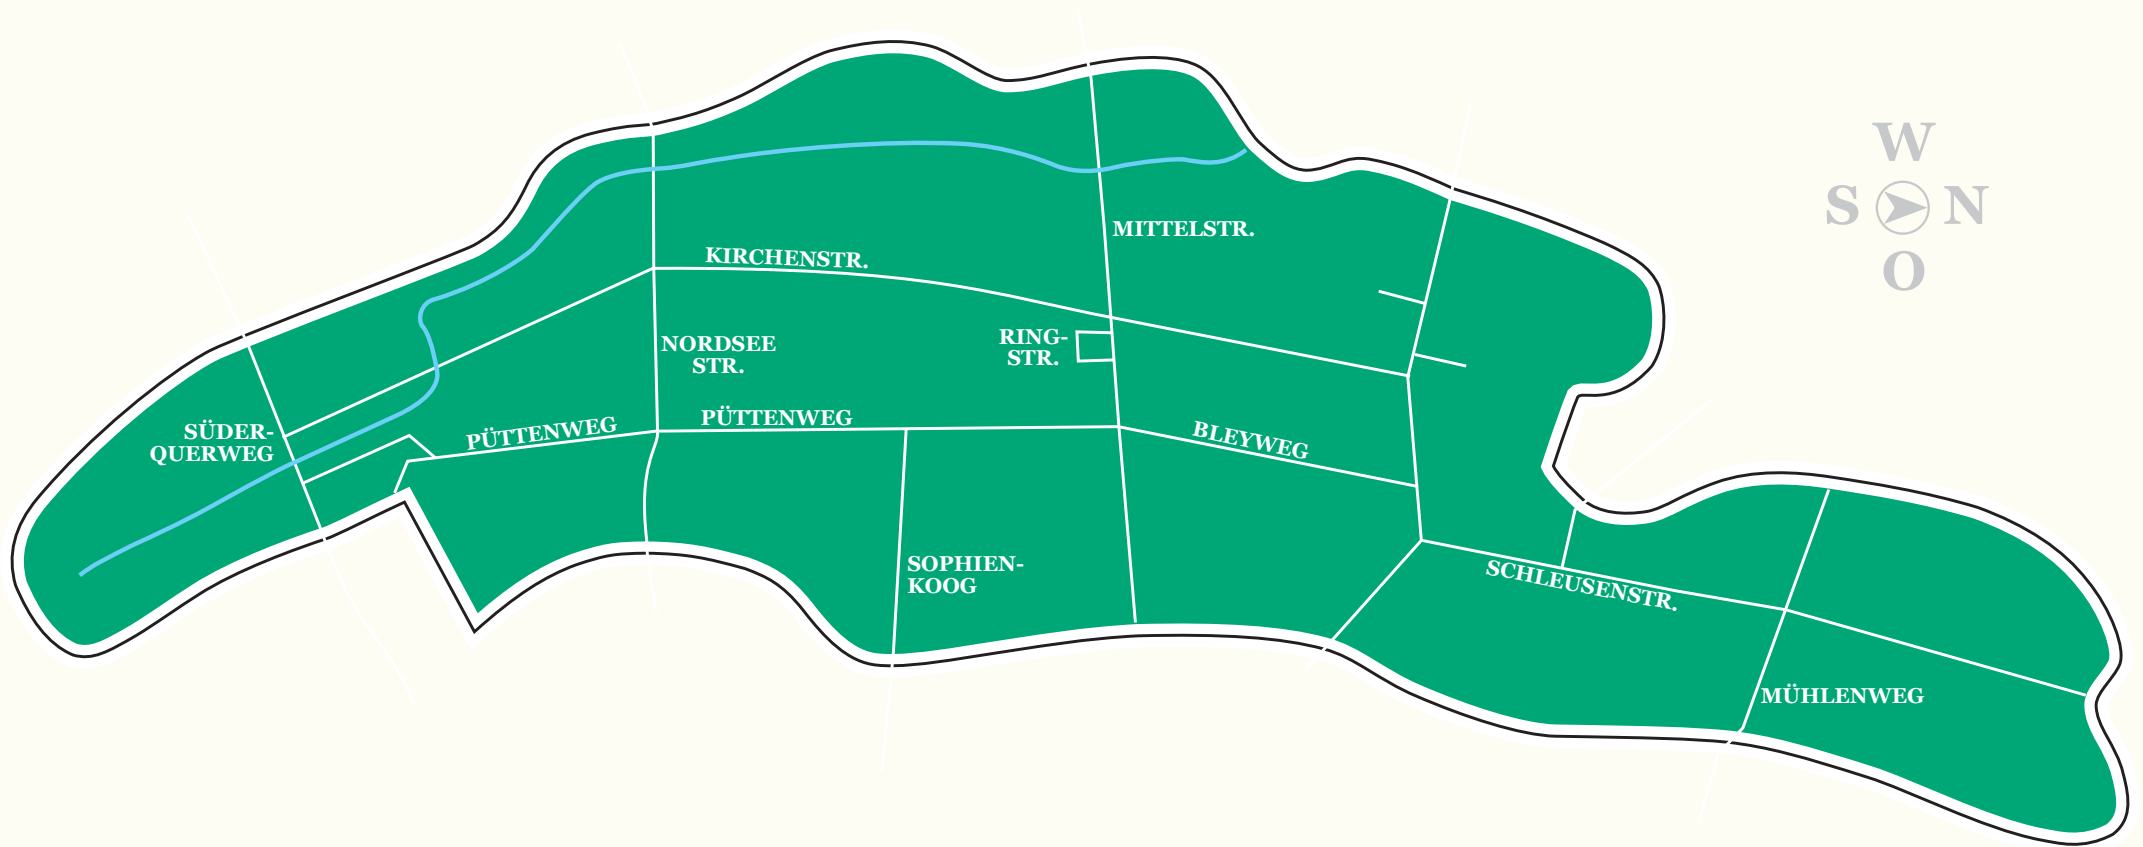 W
S N
O
MITTELSTR.
KIRCHENSTR.
RING-
STR.
NORDSEE
STR.
PÜTTENWEG
PÜTTENWEG
SÜDER-
QUERWEG
BLEYWEG
SOPHIEN-
KOOG
SCHLEUSENSTR.
MÜHLENWEG